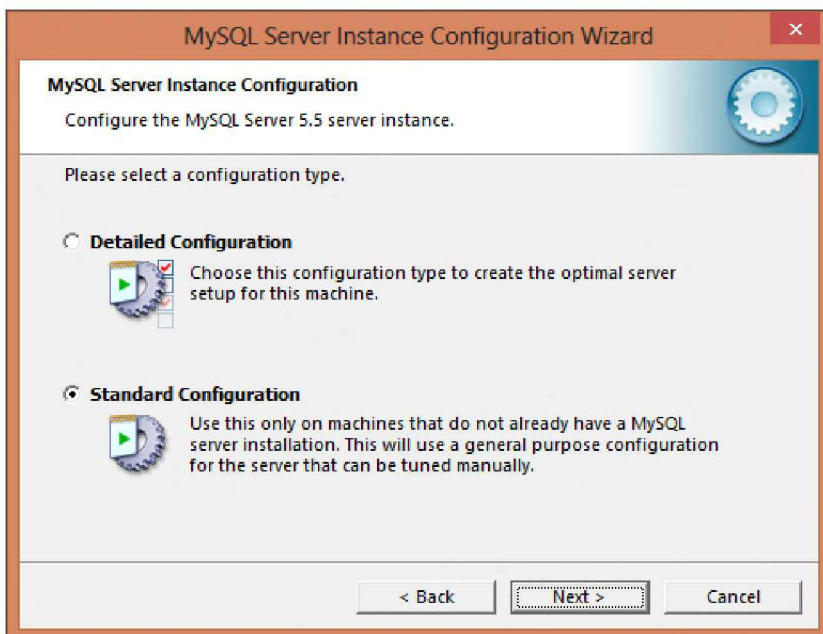 MySQL Server Instance Configuration Wizard
MySQL Server Instance Configuration
Configure the MySQL Server 5.5 server instance.
Please select a configuration type.
Detailed Configuration
Choose this configuration type to create the optimal server
setup for this machine.
Standard Configuration
Use this only on machines that do not already have a MySQL
server installation. This will use a general purpose configuration
for the server that can be tuned manually.
< Back
Next >
Cancel